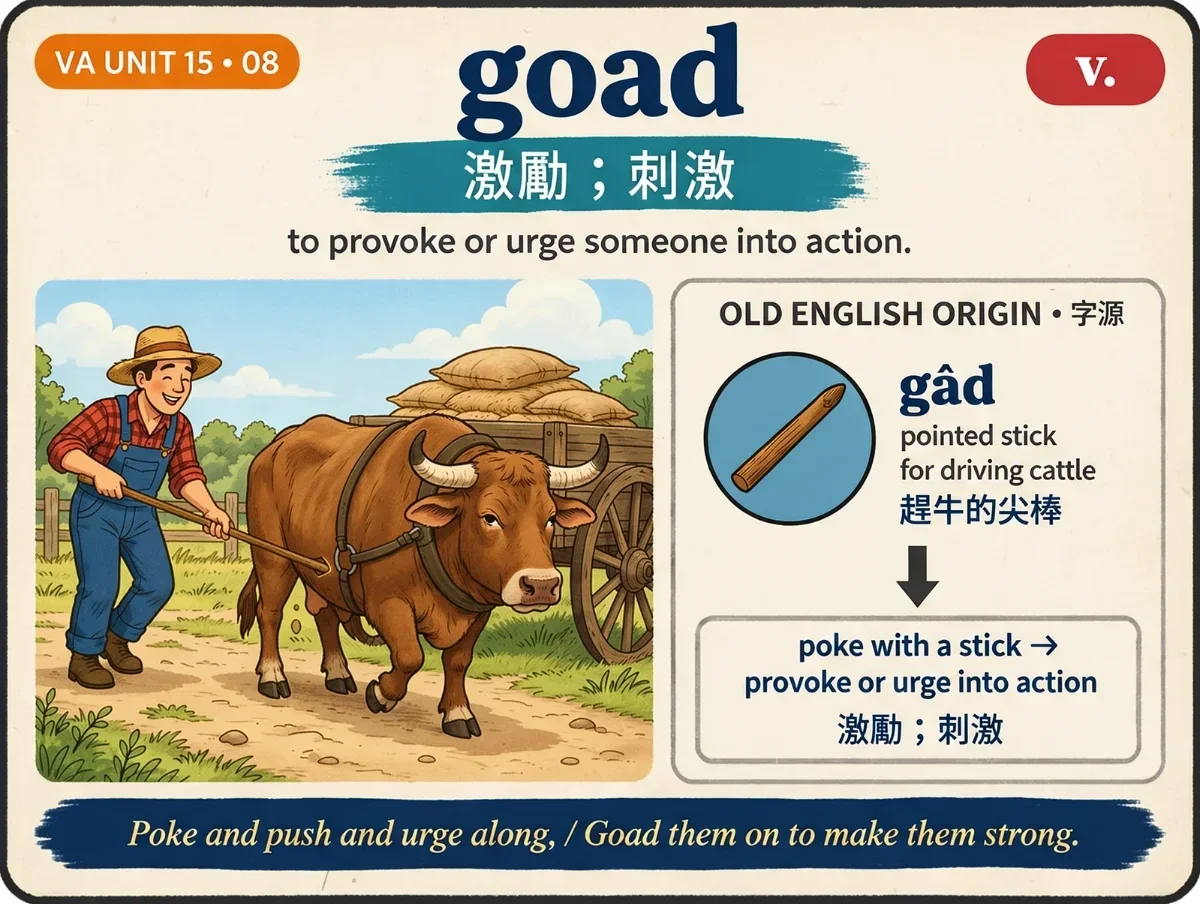 VA UNIT 15 • 08
goad
v.
激勵；刺激
to provoke or urge someone into action.
OLD ENGLISH ORIGIN • 字源
gâd
pointed stick
for driving cattle
趕牛的尖棒
poke with a stick →
provoke or urge into action
激勵；刺激
Poke and push and urge along, / Goad them on to make them strong.